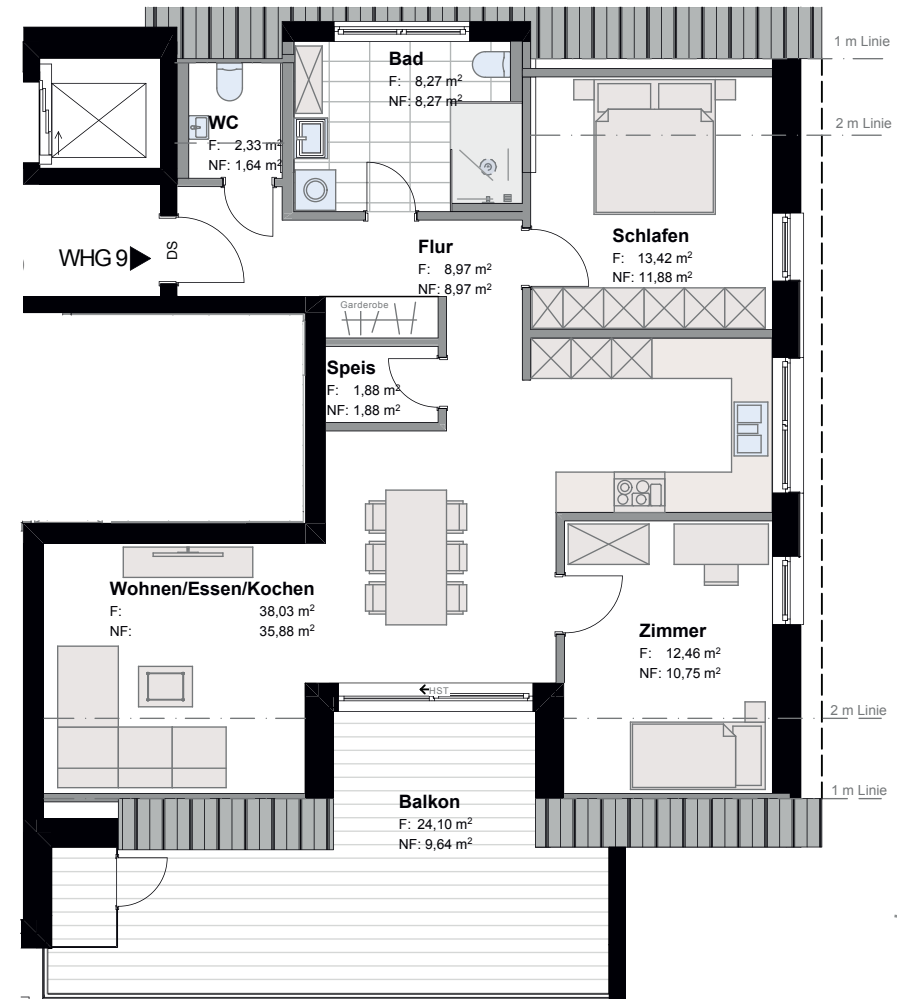 1 m Linie
Bad
F: 8,27 m²
NF: 8,27 m²
WC
F: 2,33 m²
NF: 1,64 m²
2 m Linie
WHG 9
DS
Flur
F: 8,97 m²
NF: 8,97 m²
Schlafen
F: 13,42 m²
NF: 11,88 m²
Garderobe
Speis
F: 1,88 m²
NF: 1,88 m²
Wohnen/Essen/Kochen
F: 38,03 m²
NF: 35,88 m²
Zimmer
F: 12,46 m²
NF: 10,75 m²
HST
2 m Linie
1 m Linie
Balkon
F: 24,10 m²
NF: 9,64 m²